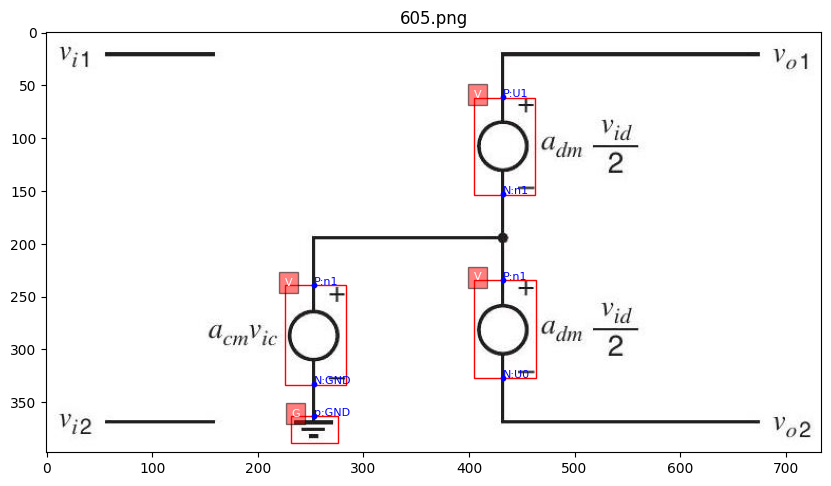 605.png
0
v_{i1}
v_{o1}
50
V
P:U1
+
100
a_{dm} v_{id}/2
150
N:n1
−
200
V
P:n1
V
P:n1
250
+
+
300
a_{cm}v_{ic}
a_{dm} v_{id}/2
N:GND
−
N:U0
−
350
G
p:GND
v_{i2}
v_{o2}
0 100 200 300 400 500 600 700